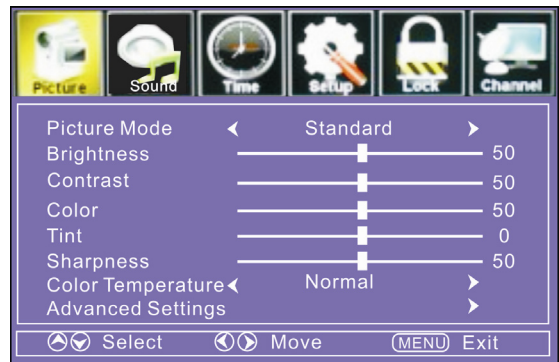 Picture Sound Time Setup Lock Channel
Picture Mode Standard
Brightness 50
Contrast 50
Color 50
Tint 0
Sharpness 50
Color Temperature Normal
Advanced Settings
Select Move MENU Exit